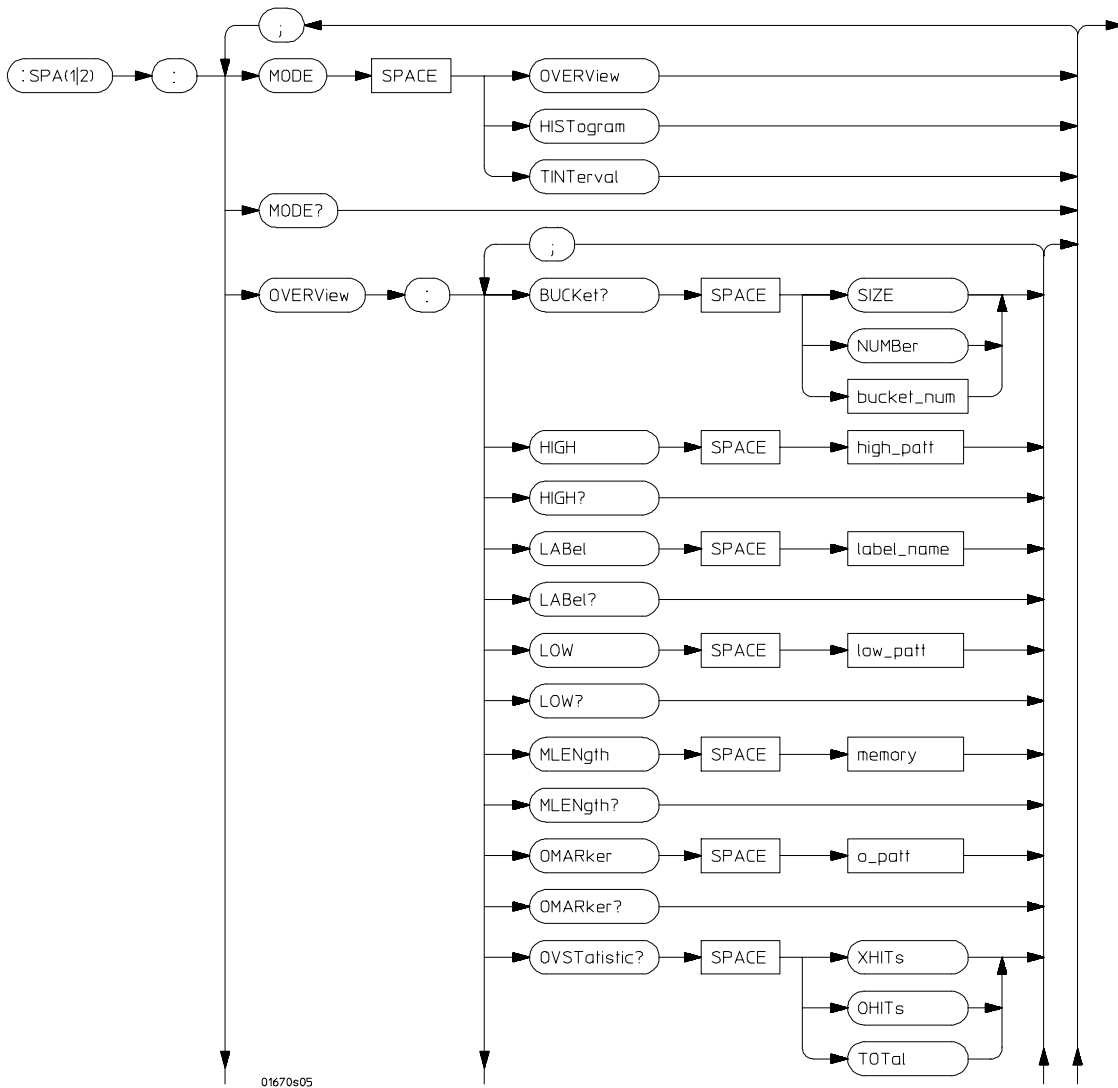 ;
:SPA(1|2) : MODE SPACE OVERView
HISTogram
TINTerval
MODE?
;
OVERView : BUCKet? SPACE SIZE
NUMBer
bucket_num
HIGH SPACE high_patt
HIGH?
LABel SPACE label_name
LABel?
LOW SPACE low_patt
LOW?
MLENgth SPACE memory
MLENgth?
OMARker SPACE o_patt
OMARker?
OVSTatistic? SPACE XHITs
OHITs
TOTal
01670s05